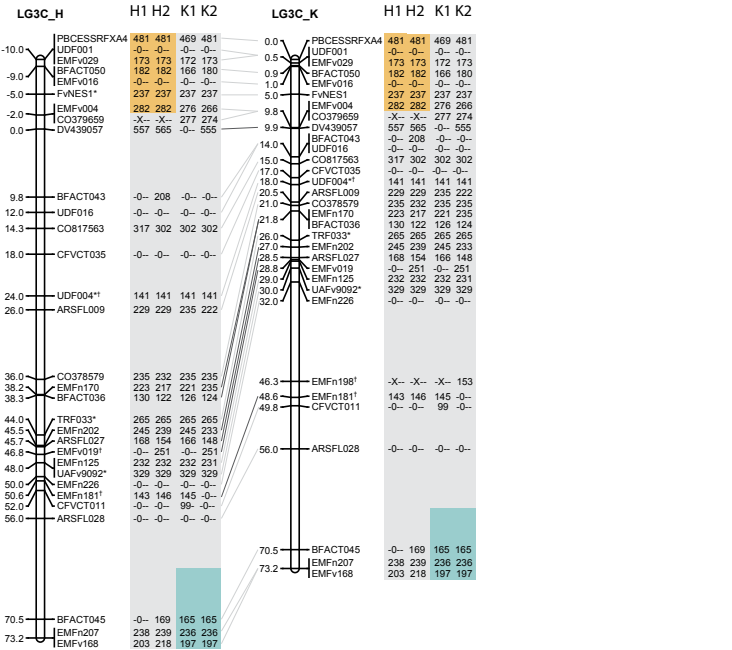 LG3C_H H1 H2 K1 K2
PBCESSRFXA4 481 481 469 481
-10.0 UDF001 -0-- -0-- -0-- -0--
EMFv029 173 173 172 173
-9.0 BFACT050 182 182 166 180
EMFv016 -0-- -0-- -0-- -0--
-5.0 FvNES1* 237 237 237 237
EMFv004 282 282 276 266
-2.0 CO379659 -X-- -X-- 277 274
0.0 DV439057 557 565 -0-- 555
9.8 BFACT043 -0-- 208 -0-- -0--
12.0 UDF016 -0-- -0-- -0-- -0--
14.3 CO817563 317 302 302 302
18.0 CFVCT035 -0-- -0-- -0-- -0--
24.0 UDF004*† 141 141 141 141
26.0 ARSFL009 229 229 235 222
36.0 CO378579 235 232 235 235
38.2 EMFn170 223 217 221 235
38.3 BFACT036 130 122 126 124
44.0 TRF033* 265 265 265 265
45.5 EMFn202 245 239 245 233
45.7 ARSFL027 168 154 166 148
46.8 EMFv019† -0-- 251 -0-- 251
48.0 EMFn125 232 232 232 231
UAFv9092* 329 329 329 329
50.0 EMFn226 -0-- -0-- -0-- -0--
50.6 EMFn181† 143 146 145 -0--
52.0 CFVCT011 -0-- -0-- 99- -0--
56.0 ARSFL028 -0-- -0-- -0-- -0--
70.5 BFACT045 -0-- 169 165 165
EMFn207 238 239 236 236
73.2 EMFv168 203 218 197 197
LG3C_K H1 H2 K1 K2
0.0 PBCESSRFXA4 481 481 469 481
UDF001 -0-- -0-- -0-- -0--
0.5 EMFv029 173 173 172 173
0.9 BFACT050 182 182 166 180
1.0 EMFv016 -0-- -0-- -0-- -0--
5.0 FvNES1 237 237 237 237
EMFv004 282 282 276 266
9.8 CO379659 -X-- -X-- 277 274
9.9 DV439057 557 565 -0-- 555
BFACT043 -0-- 208 -0-- -0--
14.0 UDF016 -0-- -0-- -0-- -0--
15.0 CO817563 317 302 302 302
17.0 CFVCT035 -0-- -0-- -0-- -0--
18.0 UDF004*† 141 141 141 141
20.5 ARSFL009 229 229 235 222
21.0 CO378579 235 232 235 235
EMFn170 223 217 221 235
21.8 BFACT036 130 122 126 124
26.0 TRF033* 265 265 265 265
27.0 EMFn202 245 239 245 233
28.5 ARSFL027 168 154 166 148
28.8 EMFv019 -0-- 251 -0-- 251
29.0 EMFn125 232 232 232 231
30.0 UAFv9092* 329 329 329 329
32.0 EMFn226 -0-- -0-- -0-- -0--
46.3 EMFn198† -X-- -X-- -X-- 153
48.6 EMFn181† 143 146 145 -0--
49.8 CFVCT011 -0-- -0-- 99 -0--
56.0 ARSFL028 -0-- -0-- -0-- -0--
70.5 BFACT045 -0-- 169 165 165
EMFn207 238 239 236 236
73.2 EMFv168 203 218 197 197